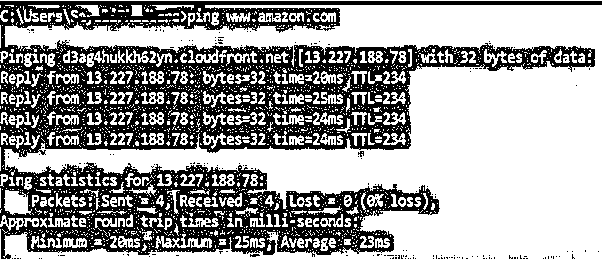 C:\Users\ >ping www.amazon.com
Pinging d3ag4hukkh62yn.cloudfront.net [13.227.188.78] with 32 bytes of data:
Reply from 13.227.188.78: bytes=32 time=20ms TTL=234
Reply from 13.227.188.78: bytes=32 time=25ms TTL=234
Reply from 13.227.188.78: bytes=32 time=24ms TTL=234
Reply from 13.227.188.78: bytes=32 time=24ms TTL=234
Ping statistics for 13.227.188.78:
Packets: Sent = 4, Received = 4, Lost = 0 (0% loss),
Approximate round trip times in milli-seconds:
Minimum = 20ms, Maximum = 25ms, Average = 23ms